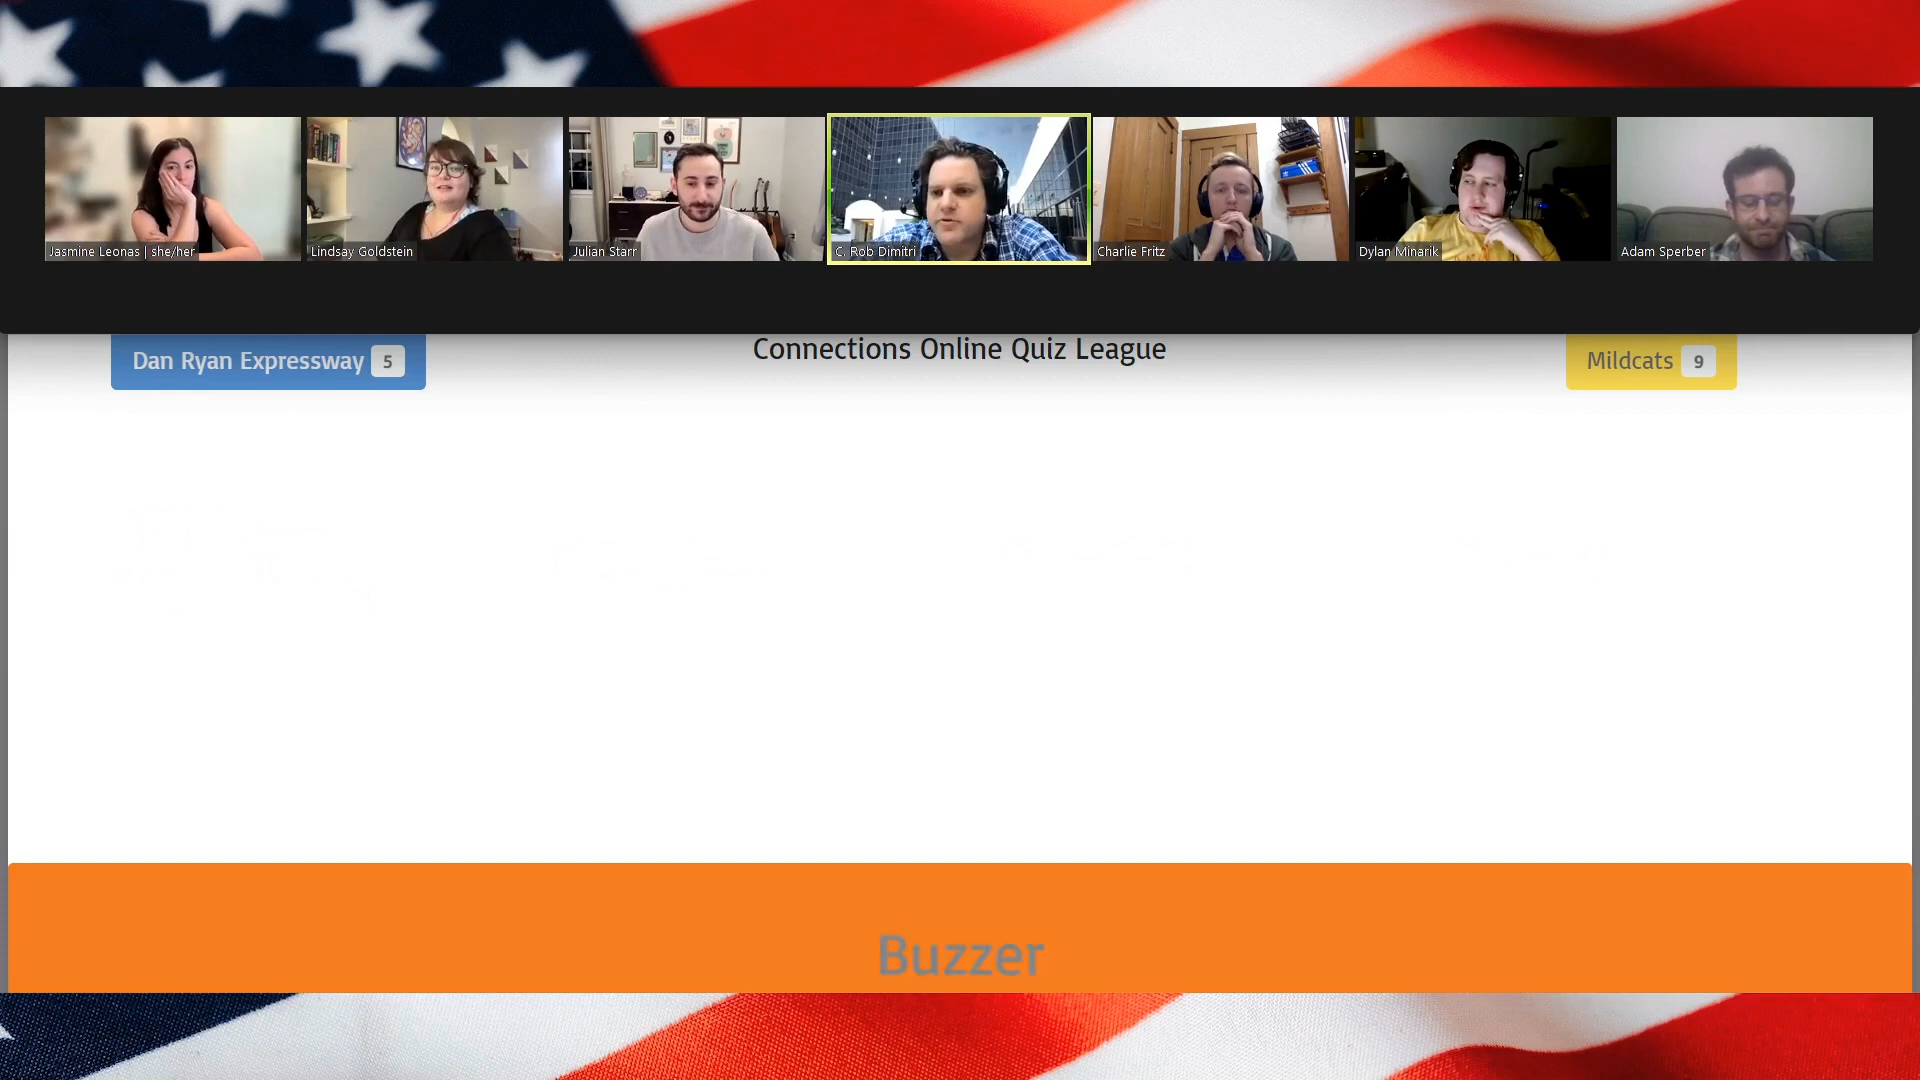 Jasmine Leonas | she/her
Lindsay Goldstein
Julian Starr
C. Rob Dimitri
Charlie Fritz
Dylan Minarik
Adam Sperber
Dan Ryan Expressway 5
Connections Online Quiz League
Mildcats 9
Buzzer